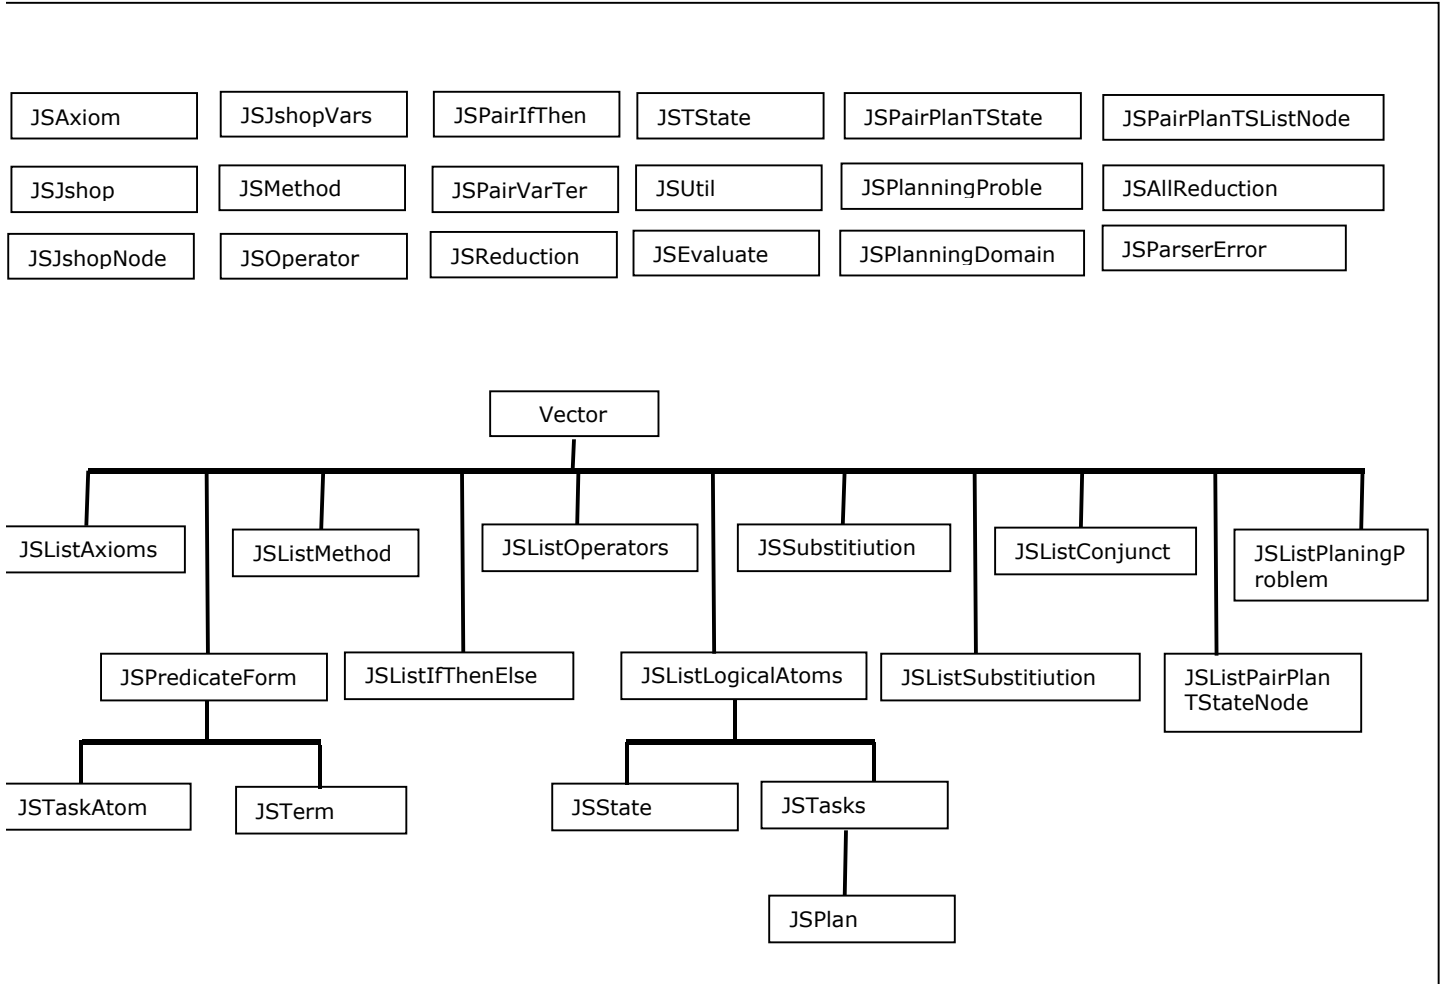 JSAxiom
JSJshopVars
JSPairIfThen
JSTState
JSPairPlanTState
JSPairPlanTSListNode
JSJshop
JSMethod
JSPairVarTer
JSUtil
JSPlanningProble
JSAllReduction
JSJshopNode
JSOperator
JSReduction
JSEvaluate
JSPlanningDomain
JSParserError
Vector
JSListAxioms
JSListMethod
JSListOperators
JSSubstitiution
JSListConjunct
JSListPlaningP
roblem
JSPredicateForm
JSListIfThenElse
JSListLogicalAtoms
JSListSubstitiution
JSListPairPlan
TStateNode
JSTaskAtom
JSTerm
JSState
JSTasks
JSPlan